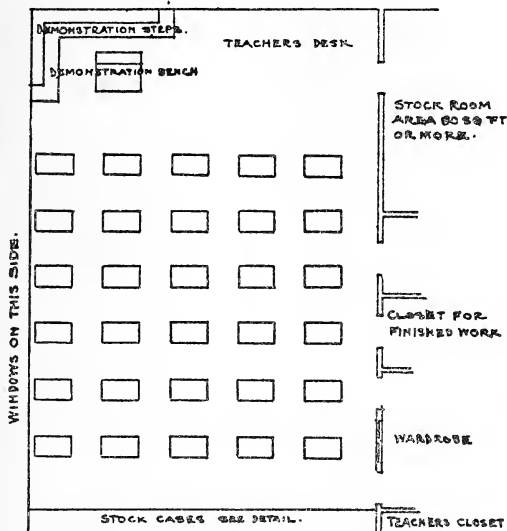 DEMONSTRATION STEPS.
TEACHERS DESK
DEMONSTRATION BENCH
STOCK ROOM
AREA 80 SQ FT
OR MORE.
WINDOWS ON THIS SIDE.
CLOSET FOR
FINISHED WORK
WARDROBE
STOCK CASES SEE DETAIL.
TEACHERS CLOSET